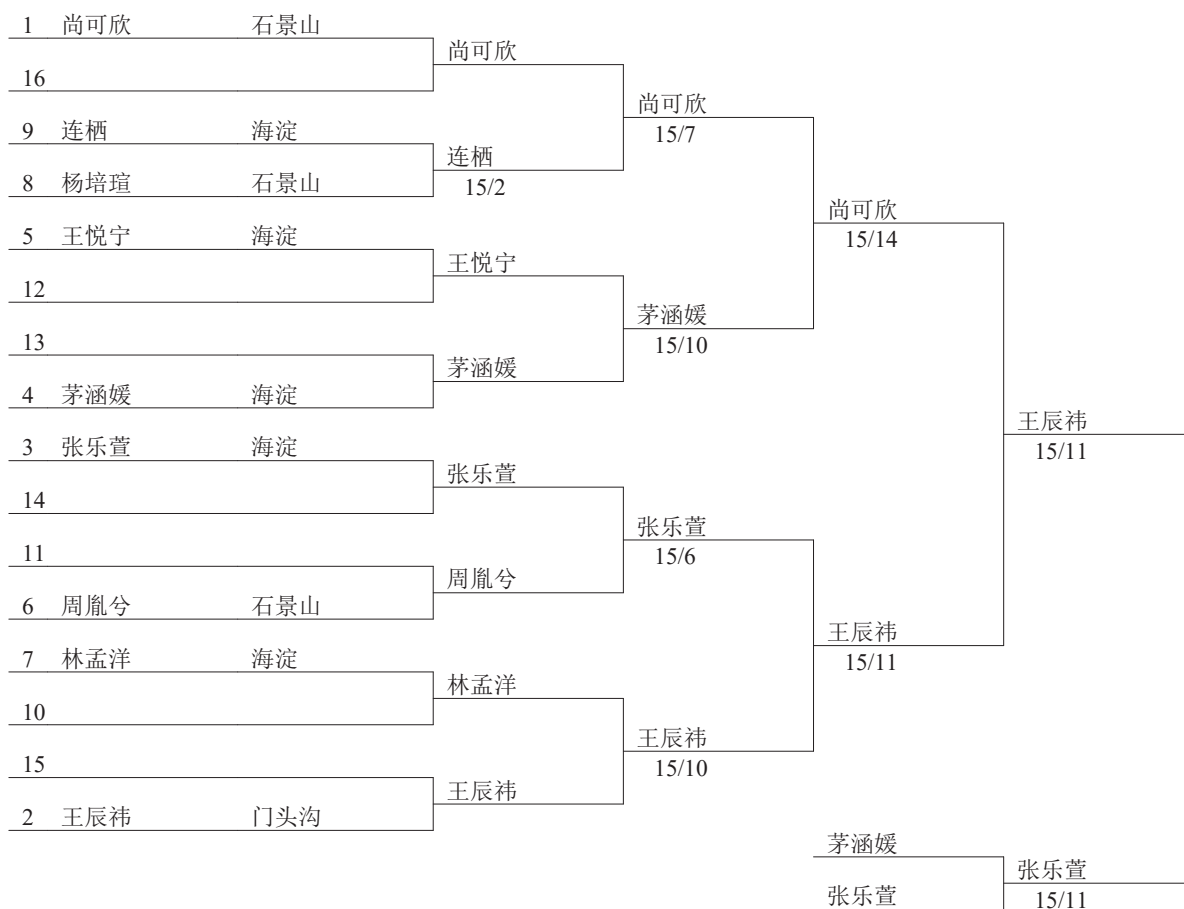 1 尚可欣 石景山
尚可欣
16
尚可欣
15/7
9 连栖 海淀
连栖
15/2
8 杨培瑄 石景山
尚可欣
15/14
5 王悦宁 海淀
王悦宁
12
茅涵媛
15/10
13
茅涵媛
4 茅涵媛 海淀
王辰祎
15/11
3 张乐萱 海淀
张乐萱
14
张乐萱
15/6
11
周胤兮
6 周胤兮 石景山
王辰祎
15/11
7 林孟洋 海淀
林孟洋
10
王辰祎
15/10
15
王辰祎
2 王辰祎 门头沟
茅涵媛
张乐萱
15/11
张乐萱